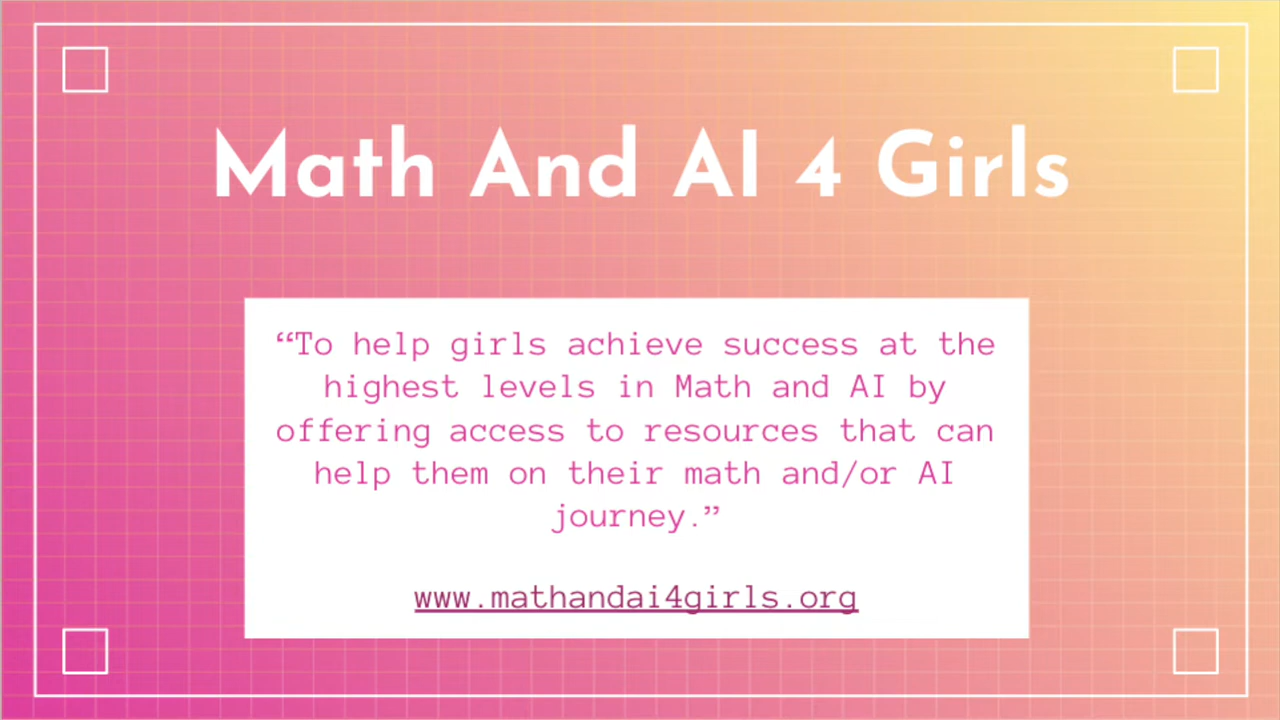 Math And AI 4 Girls
“To help girls achieve success at the
highest levels in Math and AI by
offering access to resources that can
help them on their math and/or AI
journey.”
www.mathandai4girls.org